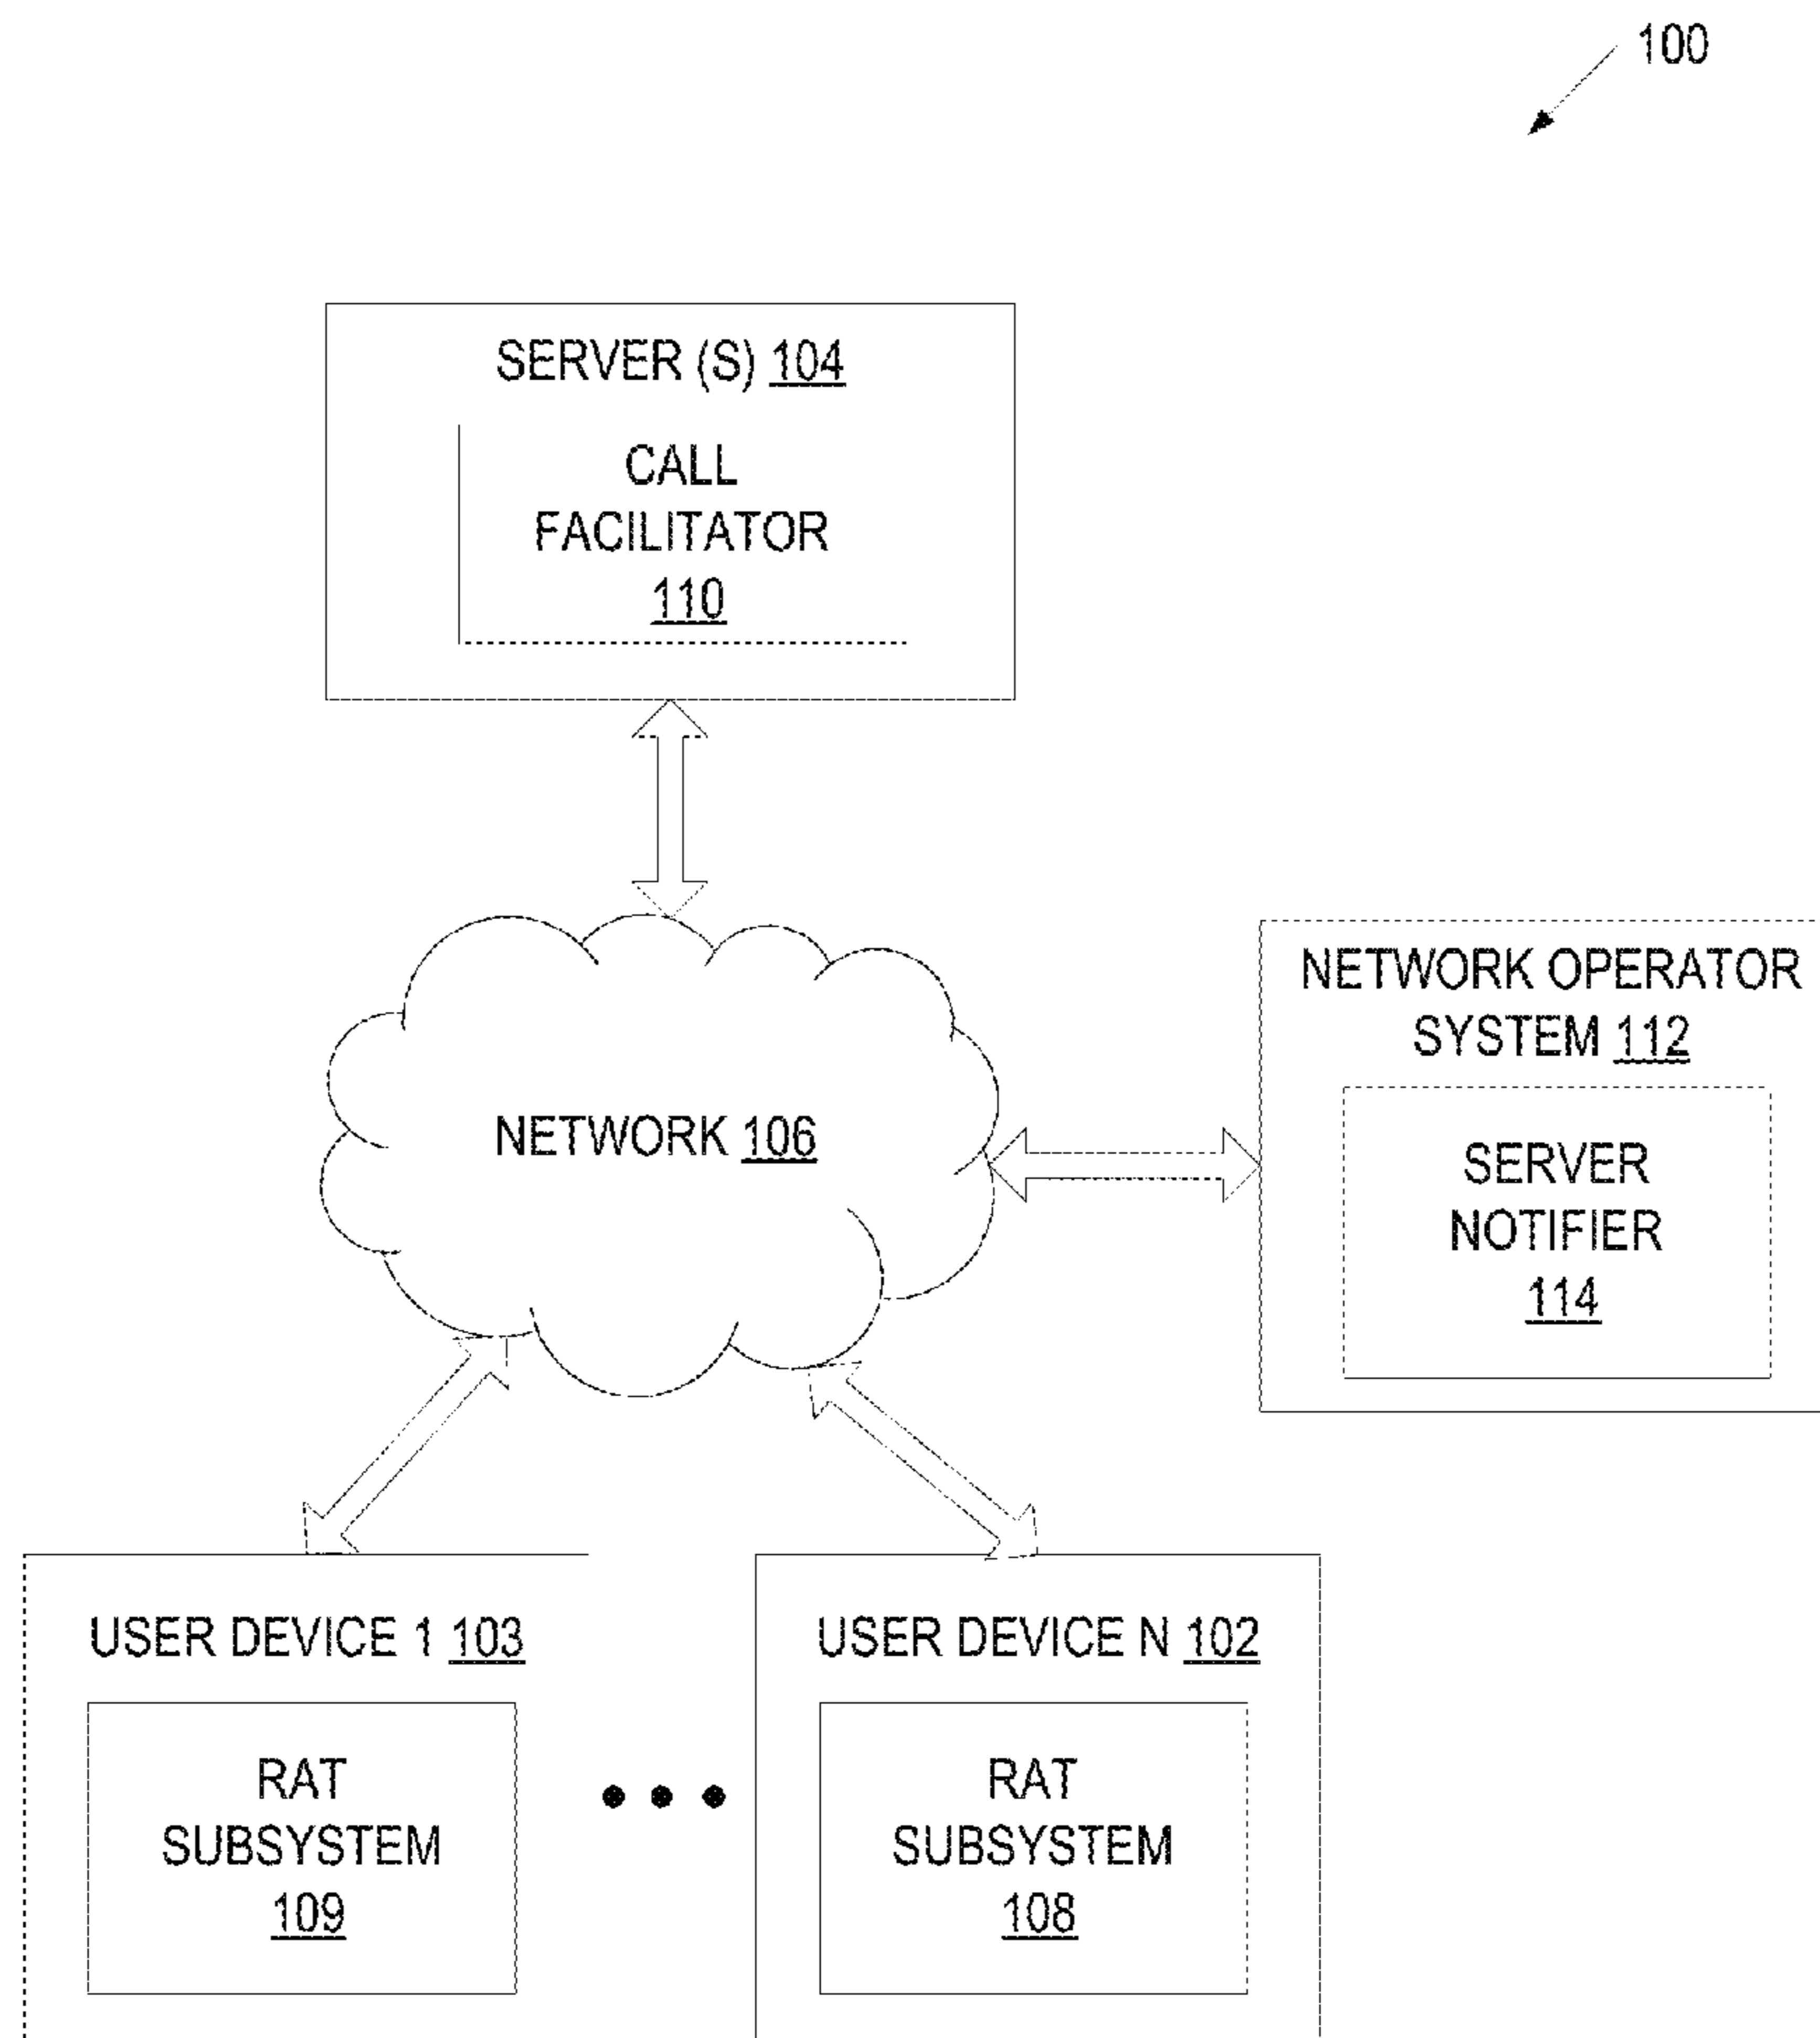 100
SERVER (S) 104
CALL
FACILITATOR
110
NETWORK 106
NETWORK OPERATOR
SYSTEM 112
SERVER
NOTIFIER
114
USER DEVICE 1 103
RAT
SUBSYSTEM
109
USER DEVICE N 102
RAT
SUBSYSTEM
108